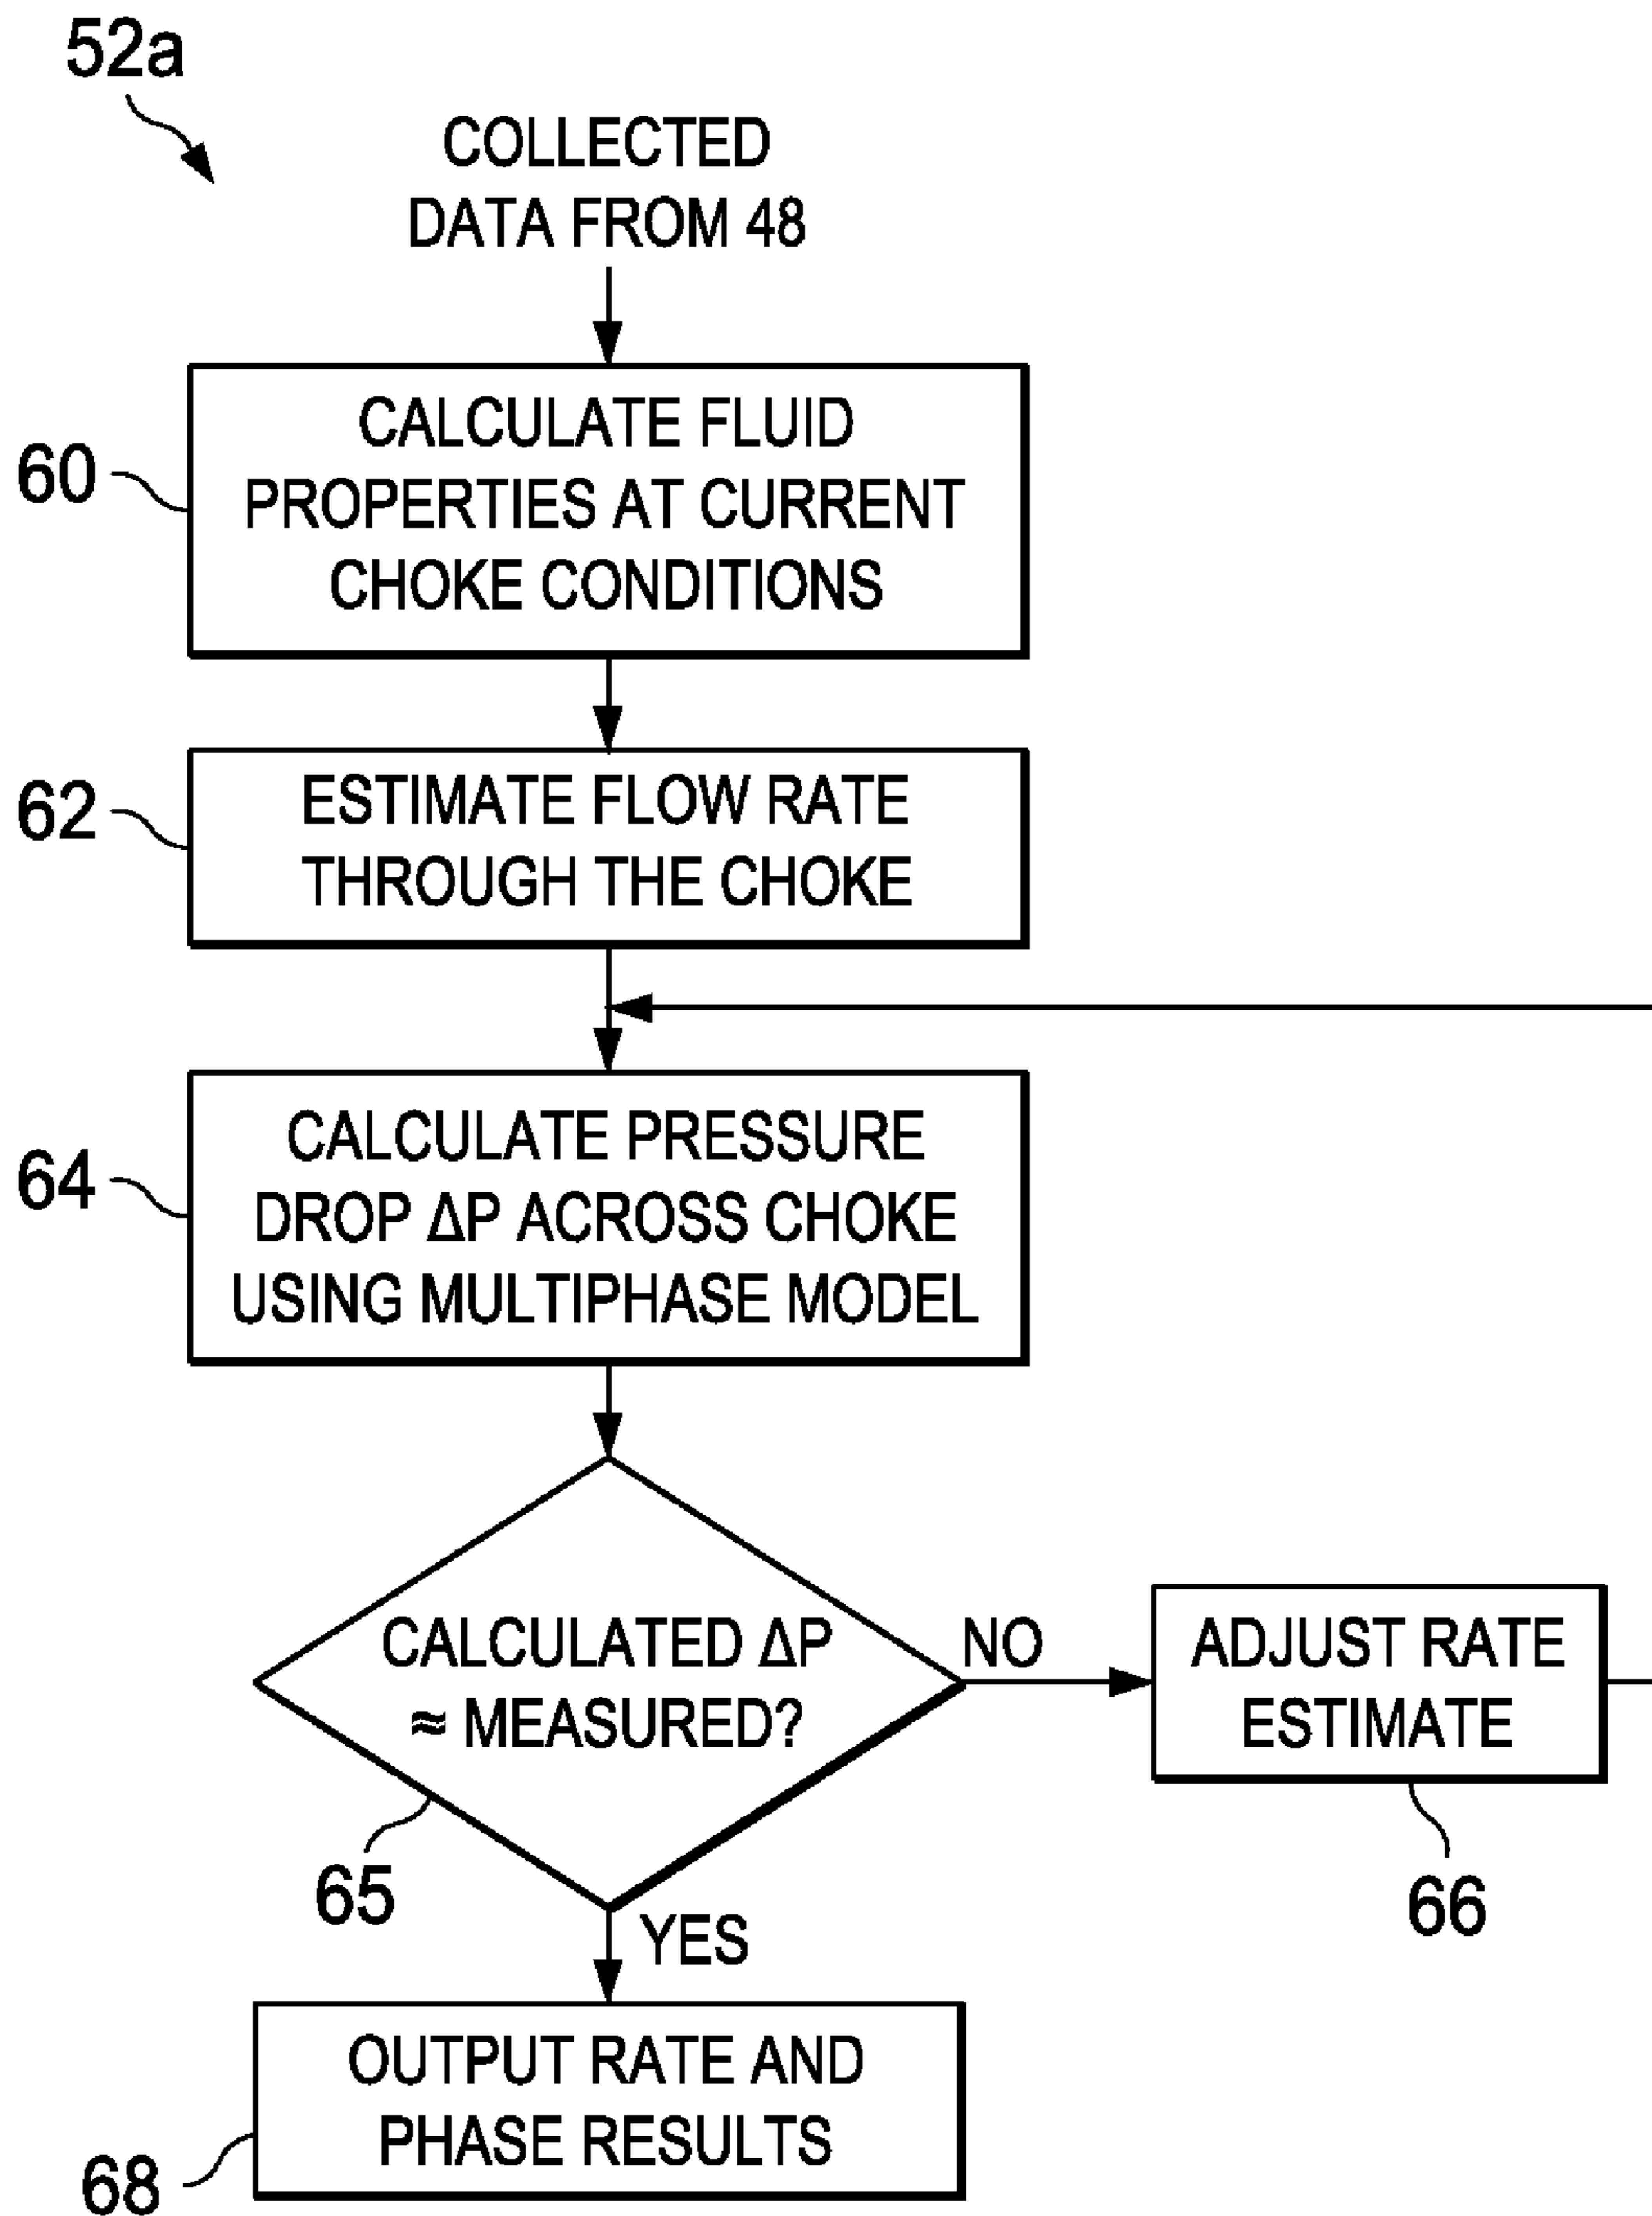 52a
COLLECTED
DATA FROM 48
60
CALCULATE FLUID
PROPERTIES AT CURRENT
CHOKE CONDITIONS
62
ESTIMATE FLOW RATE
THROUGH THE CHOKE
64
CALCULATE PRESSURE
DROP ΔP ACROSS CHOKE
USING MULTIPHASE MODEL
CALCULATED ΔP
≈ MEASURED?
NO
ADJUST RATE
ESTIMATE
65
66
YES
OUTPUT RATE AND
PHASE RESULTS
68